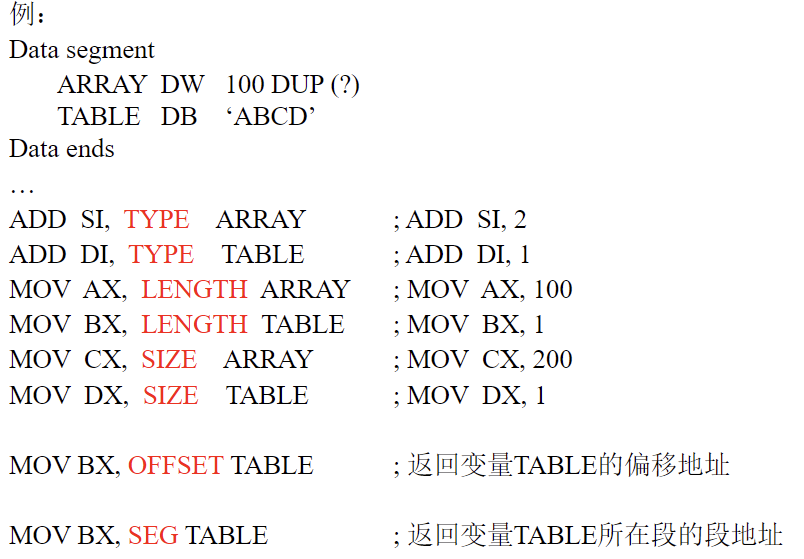 例：
Data segment
ARRAY DW 100 DUP (?)
TABLE DB ‘ABCD’
Data ends
…
ADD SI, TYPE ARRAY ; ADD SI, 2
ADD DI, TYPE TABLE ; ADD DI, 1
MOV AX, LENGTH ARRAY ; MOV AX, 100
MOV BX, LENGTH TABLE ; MOV BX, 1
MOV CX, SIZE ARRAY ; MOV CX, 200
MOV DX, SIZE TABLE ; MOV DX, 1
MOV BX, OFFSET TABLE ; 返回变量TABLE的偏移地址
MOV BX, SEG TABLE ; 返回变量TABLE所在段的段地址